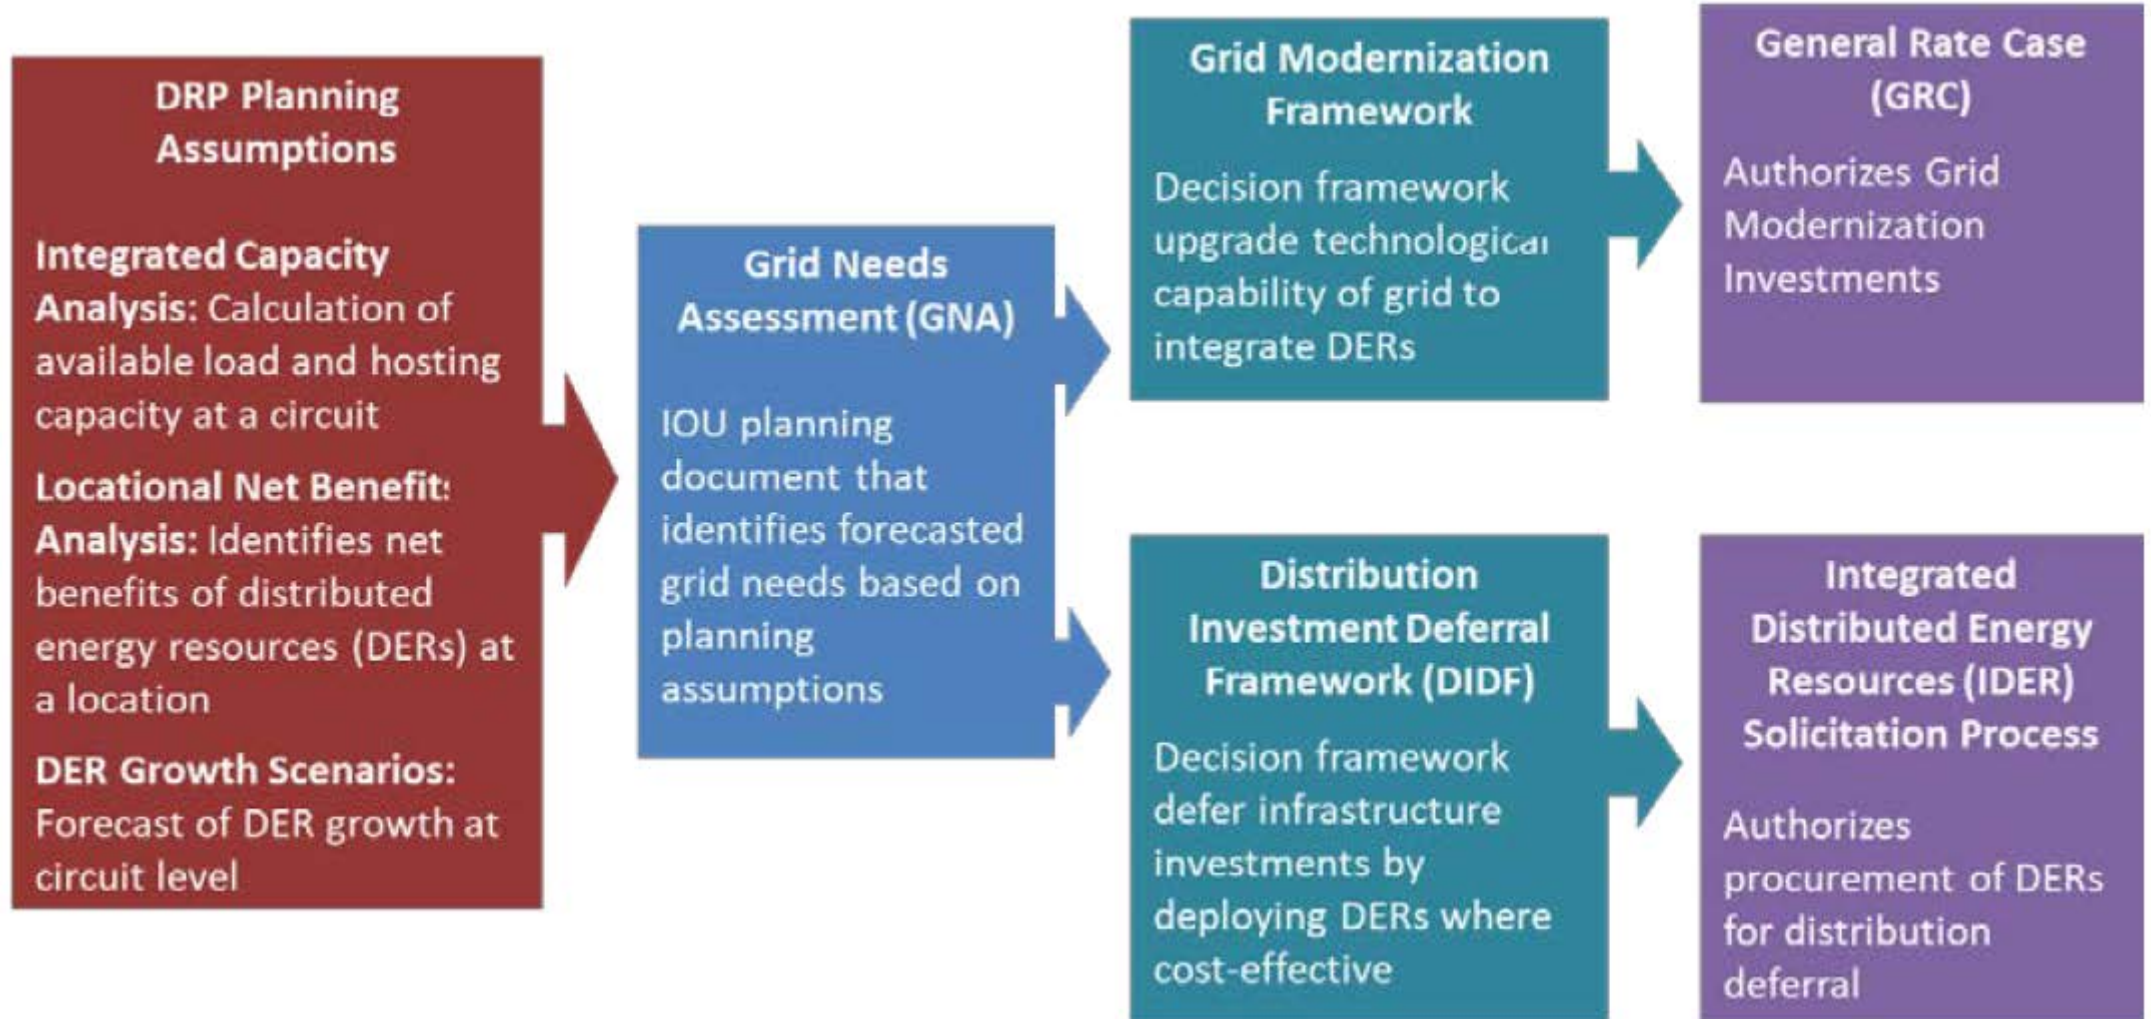 DRP Planning
Assumptions
Integrated Capacity
Analysis: Calculation of
available load and hosting
capacity at a circuit
Locational Net Benefits
Analysis: Identifies net
benefits of distributed
energy resources (DERs) at
a location
DER Growth Scenarios:
Forecast of DER growth at
circuit level
Grid Needs
Assessment (GNA)
IOU planning
document that
identifies forecasted
grid needs based on
planning
assumptions
Grid Modernization
Framework
Decision framework
upgrade technological
capability of grid to
integrate DERs
General Rate Case
(GRC)
Authorizes Grid
Modernization
Investments
Distribution
Investment Deferral
Framework (DIDF)
Decision framework
defer infrastructure
investments by
deploying DERs where
cost-effective
Integrated
Distributed Energy
Resources (IDER)
Solicitation Process
Authorizes
procurement of DERs
for distribution
deferral